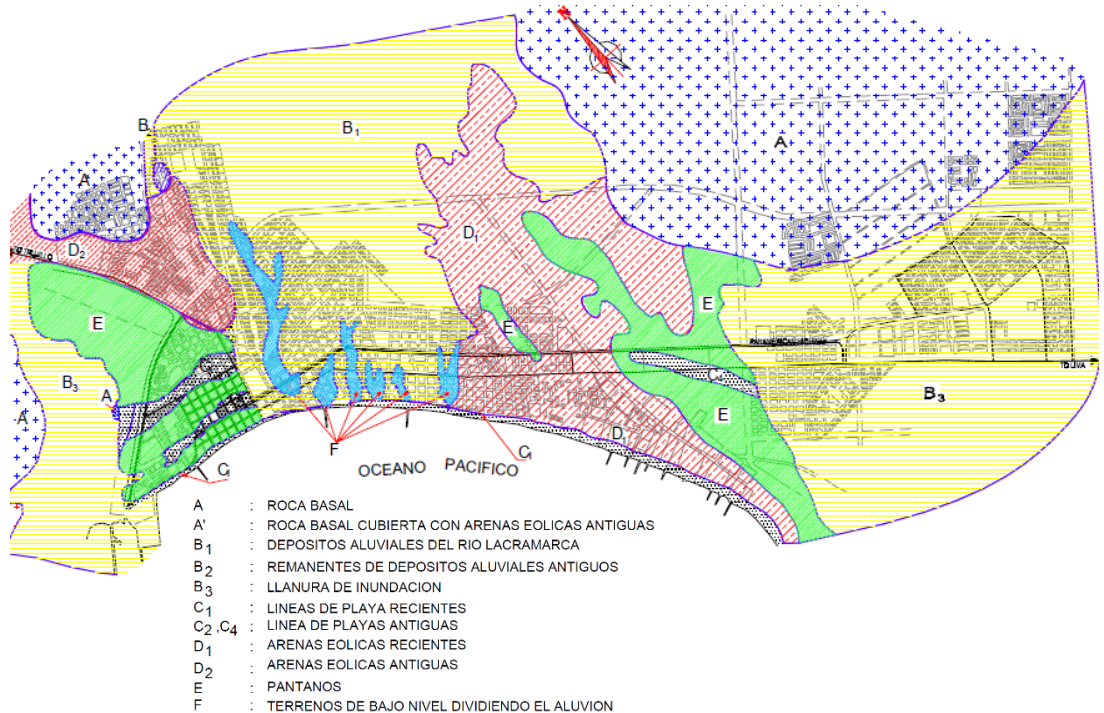 B2
B1
A
A'
D2
D1
E
E
E
B3
C2
A
A'
B3
E
D1
F
C1
C1
OCEANO PACIFICO
A : ROCA BASAL
A' : ROCA BASAL CUBIERTA CON ARENAS EOLICAS ANTIGUAS
B1 : DEPOSITOS ALUVIALES DEL RIO LACRAMARCA
B2 : REMANENTES DE DEPOSITOS ALUVIALES ANTIGUOS
B3 : LLANURA DE INUNDACION
C1 : LINEAS DE PLAYA RECIENTES
C2 ,C4 : LINEA DE PLAYAS ANTIGUAS
D1 : ARENAS EOLICAS RECIENTES
D2 : ARENAS EOLICAS ANTIGUAS
E : PANTANOS
F : TERRENOS DE BAJO NIVEL DIVIDIENDO EL ALUVION